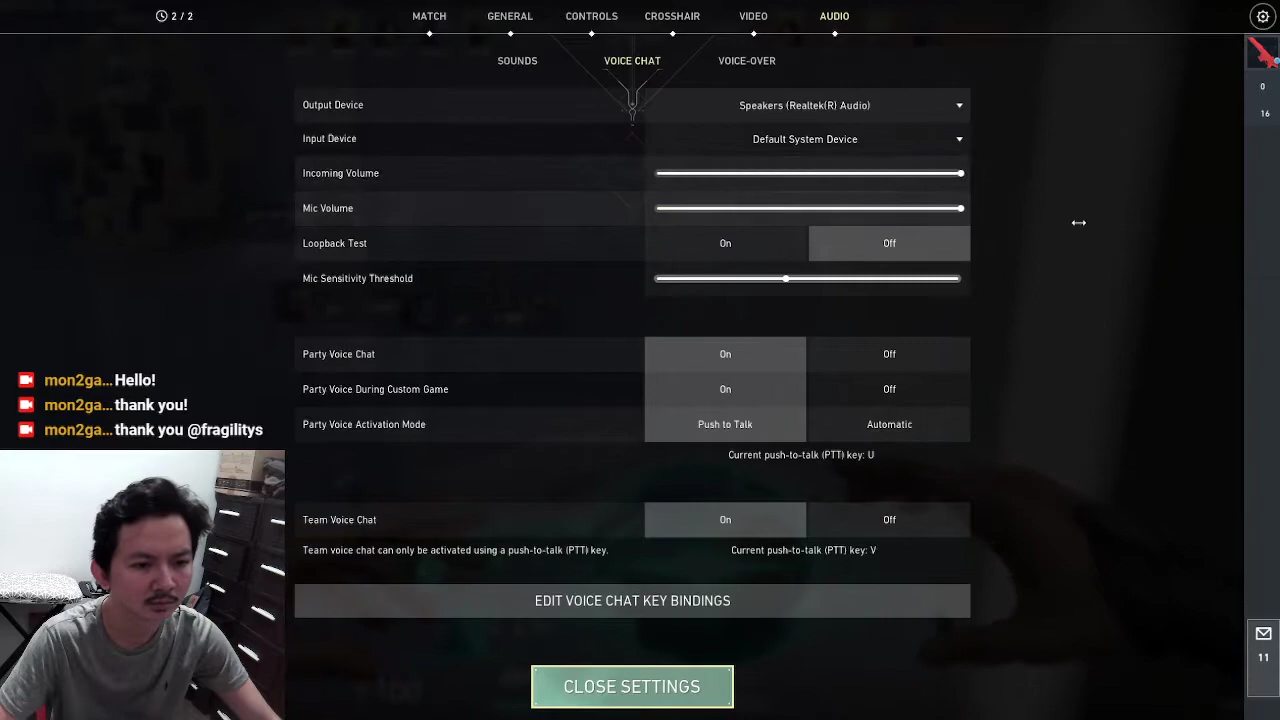 2 / 2
MATCH
GENERAL
CONTROLS
CROSSHAIR
VIDEO
AUDIO
SOUNDS
VOICE CHAT
VOICE-OVER
0
16
Output Device
Speakers (Realtek(R) Audio)
Input Device
Default System Device
Incoming Volume
Mic Volume
Loopback Test
On
Off
Mic Sensitivity Threshold
Party Voice Chat
On
Off
Party Voice During Custom Game
On
Off
Party Voice Activation Mode
Push to Talk
Automatic
Current push-to-talk (PTT) key: U
mon2ga... Hello!
mon2ga... thank you!
mon2ga... thank you @fragilitys
Team Voice Chat
On
Off
Team voice chat can only be activated using a push-to-talk (PTT) key.
Current push-to-talk (PTT) key: V
EDIT VOICE CHAT KEY BINDINGS
11
CLOSE SETTINGS